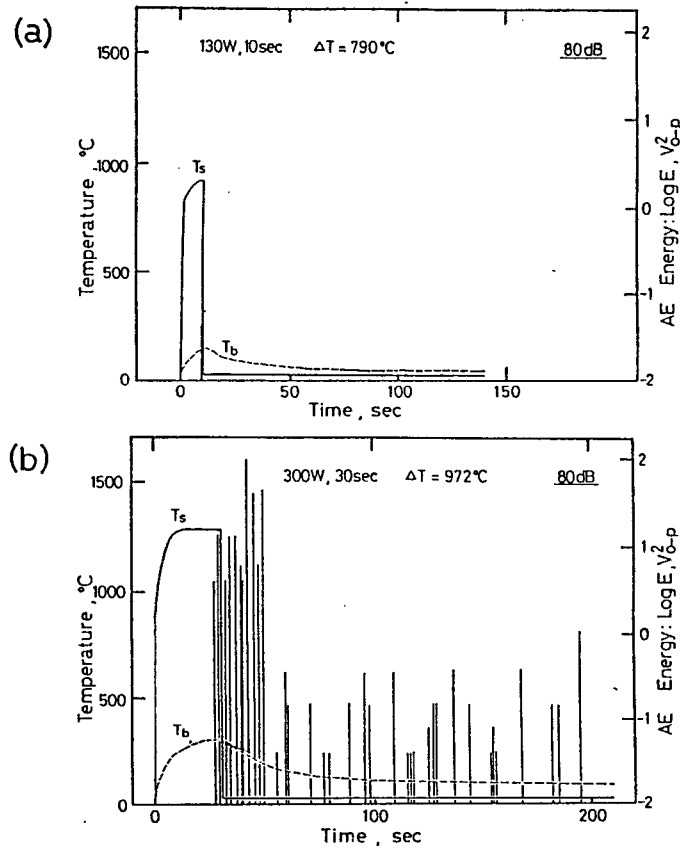 (a)
130W, 10sec ΔT = 790°C
80dB
1500
1000
500
0
Temperature, °C
Ts
Tb
2
1
0
-1
-2
AE Energy: Log E, V²o-p
0
50
100
150
Time, sec
(b)
300W, 30sec ΔT = 972°C
80dB
1500
1000
500
0
Temperature, °C
Ts
Tb
2
1
0
-1
-2
AE Energy: Log E, V²o-p
0
100
200
Time, sec